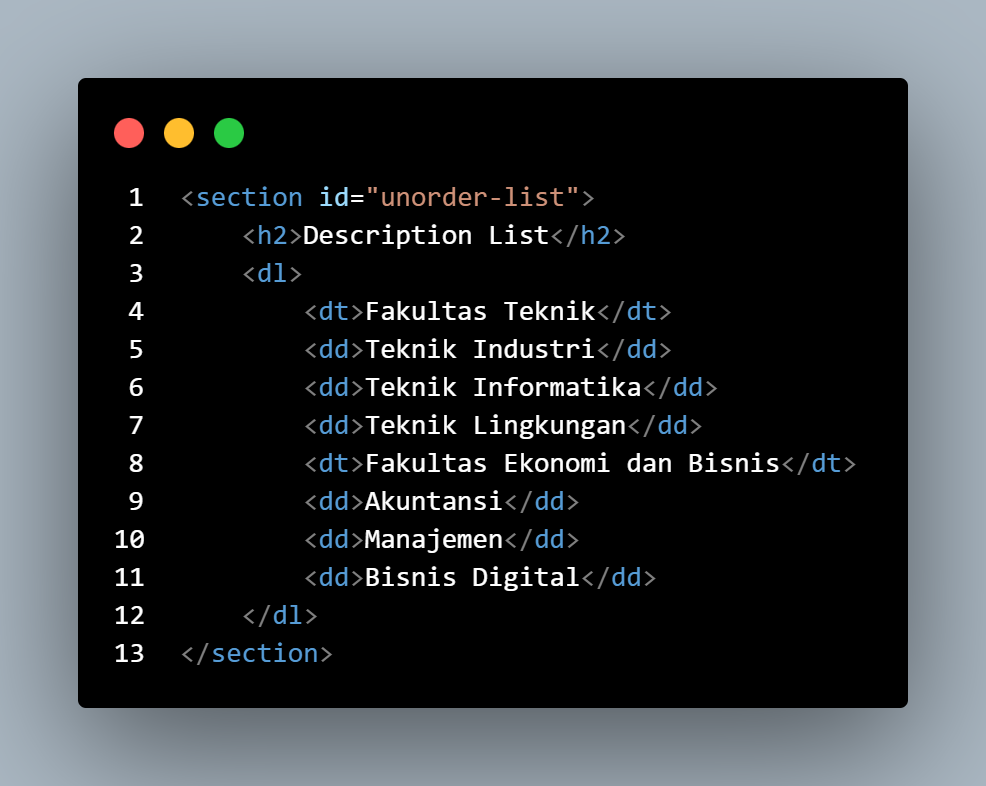 1 <section id="unorder-list">
2     <h2>Description List</h2>
3     <dl>
4         <dt>Fakultas Teknik</dt>
5         <dd>Teknik Industri</dd>
6         <dd>Teknik Informatika</dd>
7         <dd>Teknik Lingkungan</dd>
8         <dt>Fakultas Ekonomi dan Bisnis</dt>
9         <dd>Akuntansi</dd>
10         <dd>Manajemen</dd>
11         <dd>Bisnis Digital</dd>
12     </dl>
13 </section>